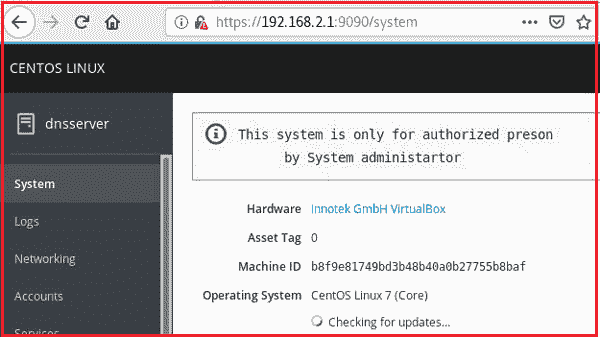 https://192.168.2.1:9090/system
CENTOS LINUX
dnsserver
System
Logs
Networking
Accounts
Services
This system is only for authorized preson
by System administartor
Hardware Innotek GmbH VirtualBox
Asset Tag 0
Machine ID b8f9e81749bd3b48b40a0b27755b8baf
Operating System CentOS Linux 7 (Core)
Checking for updates...